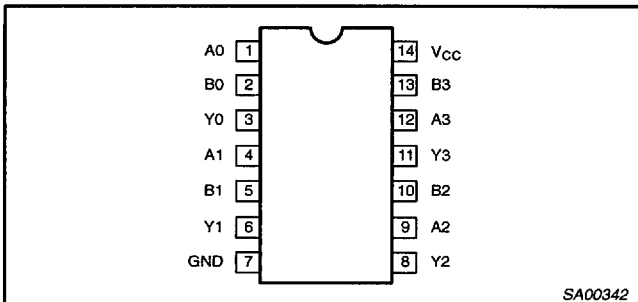 A0 1 14 VCC
B0 2 13 B3
Y0 3 12 A3
A1 4 11 Y3
B1 5 10 B2
Y1 6 9 A2
GND 7 8 Y2
SA00342